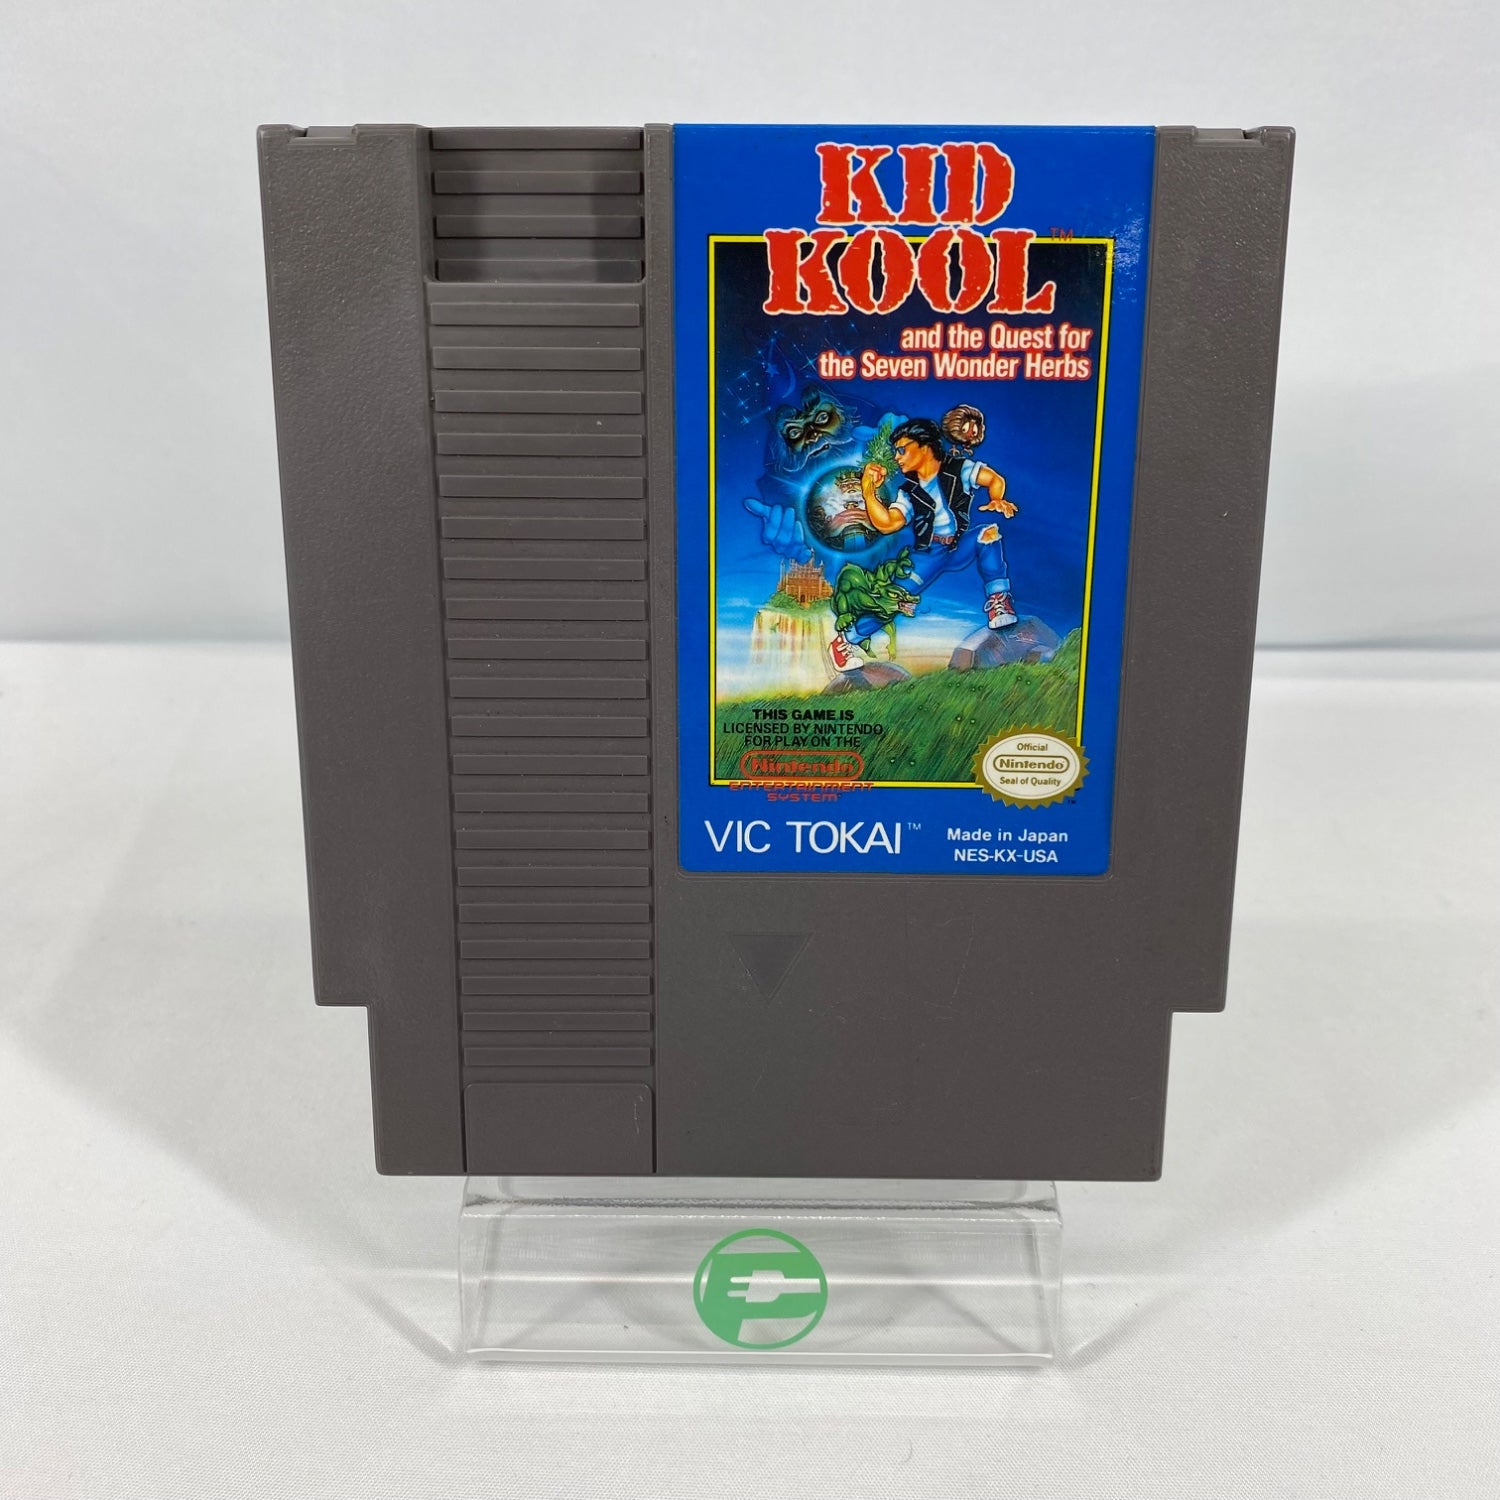 KID
KOOL™
and the Quest for
the Seven Wonder Herbs
THIS GAME IS
LICENSED BY NINTENDO
FOR PLAY ON THE
Nintendo
ENTERTAINMENT
SYSTEM™
Official
Nintendo
Seal of Quality
™
VIC TOKAI™
Made in Japan
NES-KX-USA